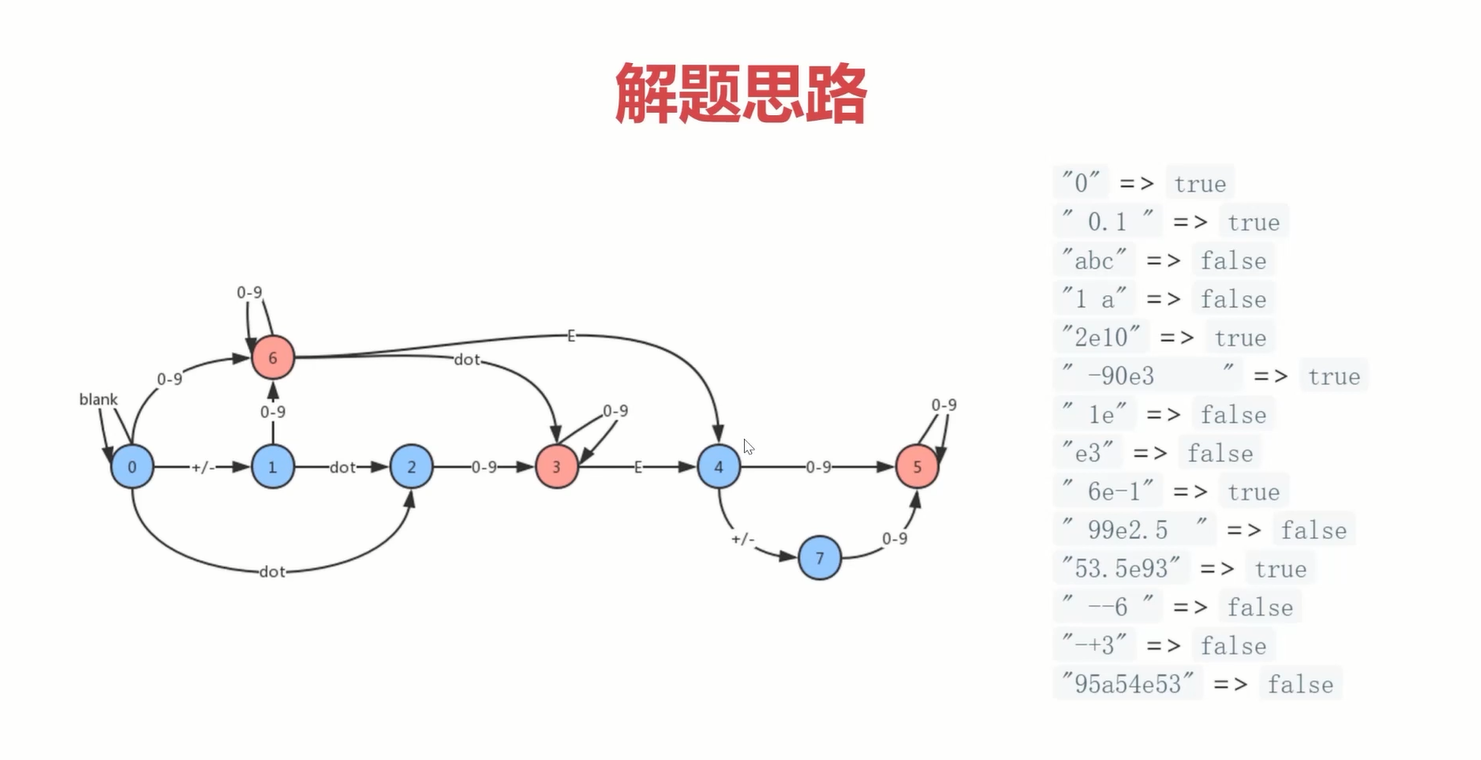 解题思路
"0" => true
" 0.1 " => true
"abc" => false
"1 a" => false
"2e10" => true
" -90e3     " => true
" 1e" => false
"e3" => false
" 6e-1" => true
" 99e2.5  " => false
"53.5e93" => true
" --6 " => false
"-+3" => false
"95a54e53" => false
0-9
E
6
dot
0-9
blank
0-9
0-9
0-9
0
+/-
1
dot
2
0-9
3
E
4
0-9
5
+/-
7
0-9
dot